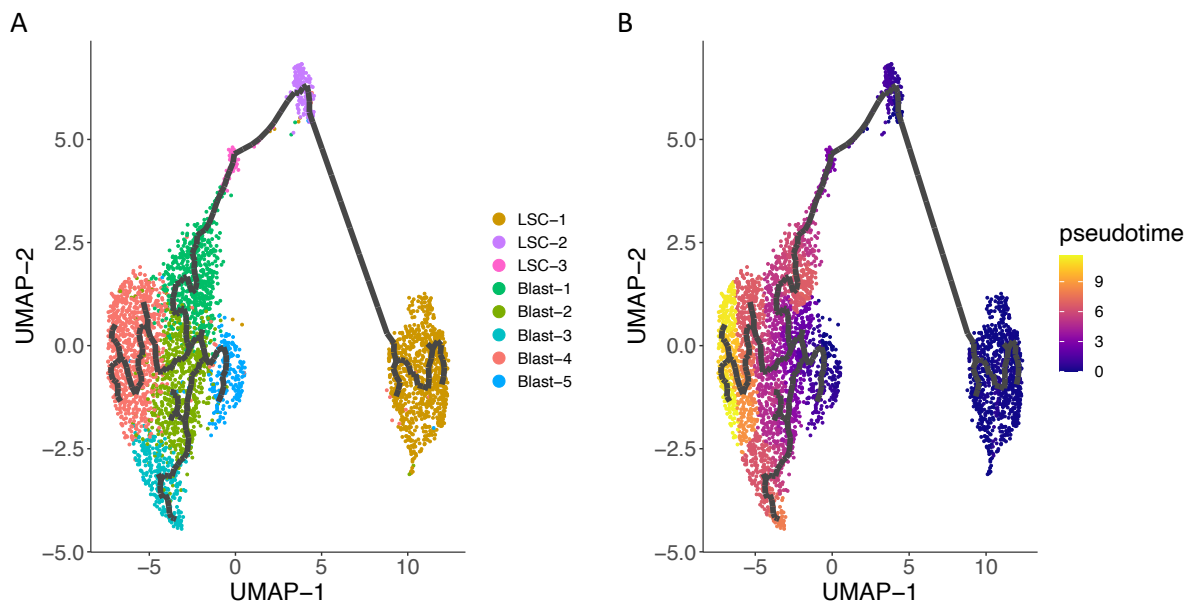 A
5.0
2.5
0.0
−2.5
−5.0
UMAP−2
−5
0
5
10
UMAP−1
LSC−1
LSC−2
LSC−3
Blast−1
Blast−2
Blast−3
Blast−4
Blast−5
B
5.0
2.5
0.0
−2.5
−5.0
UMAP−2
−5
0
5
10
UMAP−1
pseudotime
9
6
3
0